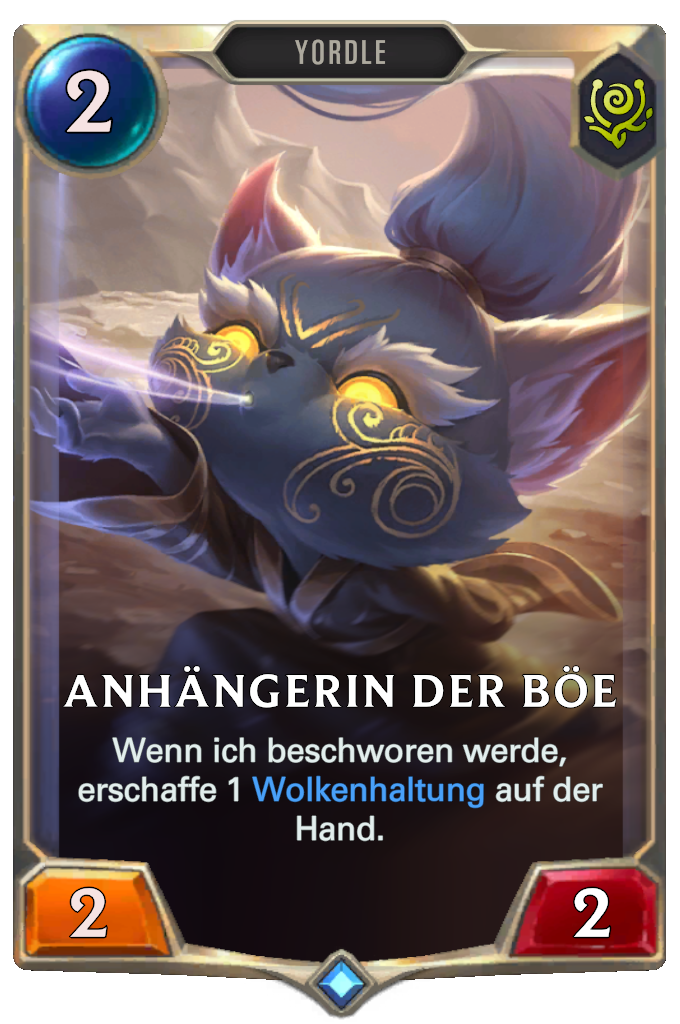 YORDLE
2
ANHÄNGERIN DER BÖE
Wenn ich beschworen werde,
erschaffe 1 Wolkenhaltung auf der
Hand.
2
2